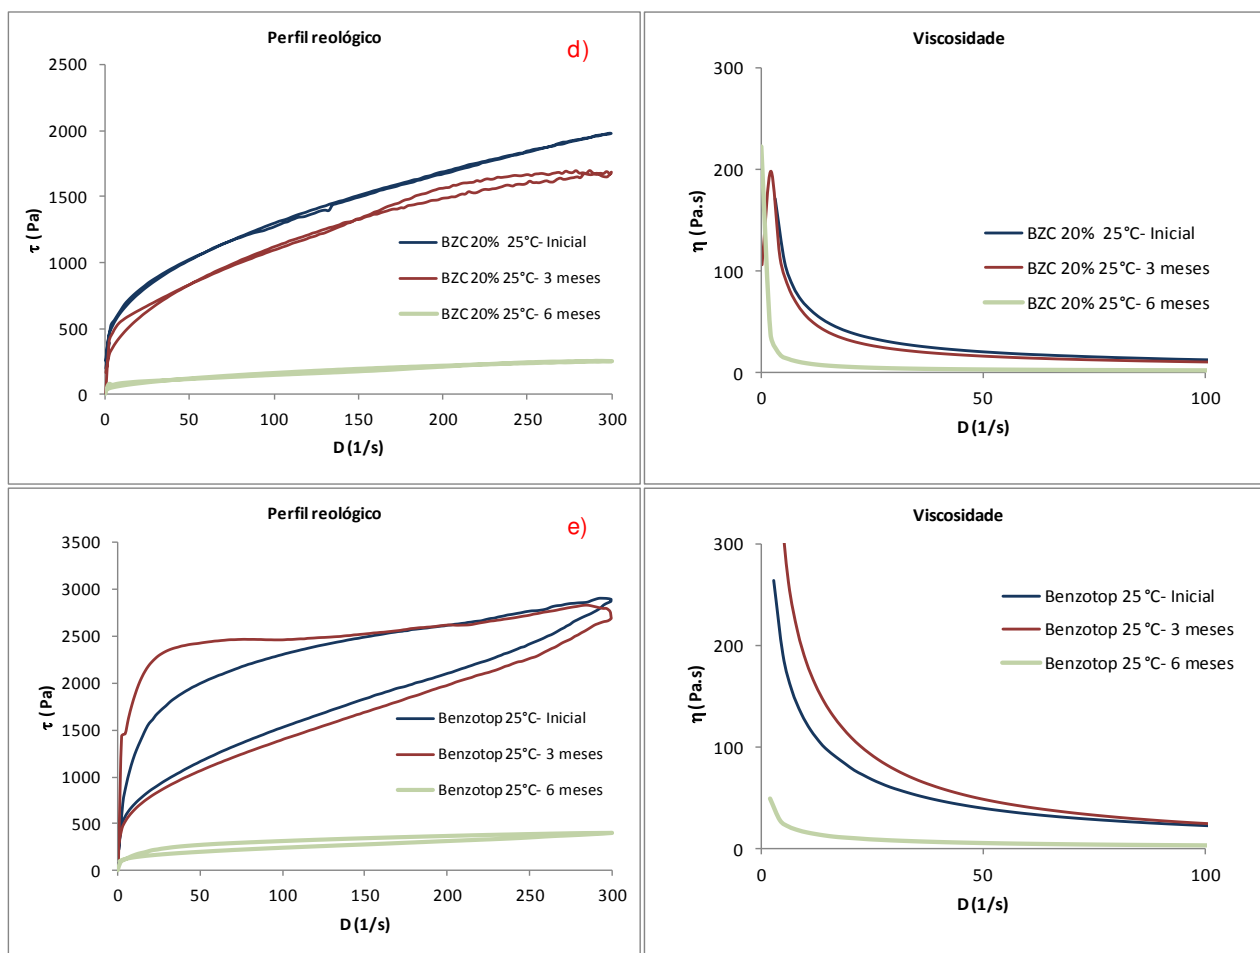 Perfil reológico
d)
2500
2000
1500
1000
500
0
τ (Pa)
BZC 20%  25°C- Inicial
BZC 20% 25°C- 3 meses
BZC 20% 25°C- 6 meses
0 50 100 150 200 250 300
D (1/s)
Viscosidade
300
200
100
0
η (Pa.s)
BZC 20%  25°C- Inicial
BZC 20% 25°C- 3 meses
BZC 20% 25°C- 6 meses
0 50 100
D (1/s)
Perfil reológico
e)
3500
3000
2500
2000
1500
1000
500
0
τ (Pa)
Benzotop 25°C- Inicial
Benzotop 25°C- 3 meses
Benzotop 25°C- 6 meses
0 50 100 150 200 250 300
D (1/s)
Viscosidade
300
200
100
0
η (Pa.s)
Benzotop 25°C- Inicial
Benzotop 25°C- 3 meses
Benzotop 25°C- 6 meses
0 50 100
D (1/s)